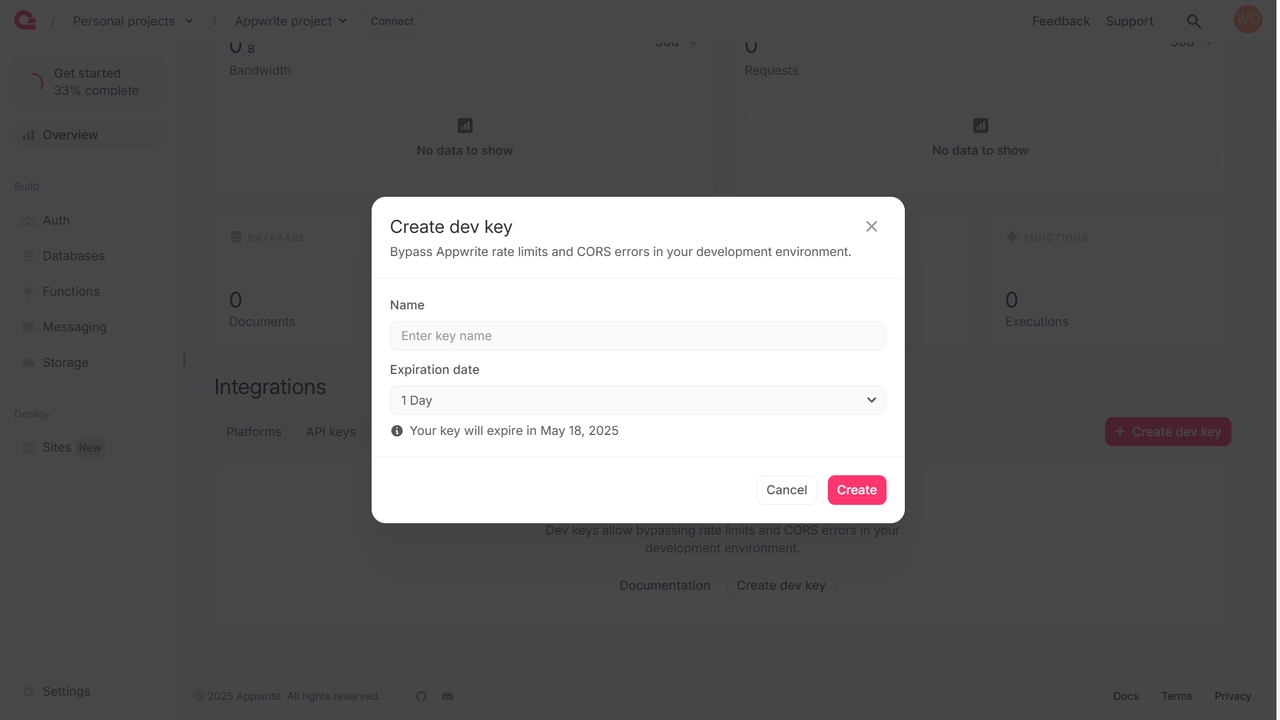 / Personal projects / Appwrite project Connect Feedback Support WO
Get started
33% complete
Overview
Build
Auth
Databases
Functions
Messaging
Storage
Deploy
Sites New
Settings
0 B 30d
Bandwidth
No data to show
0 30d
Requests
No data to show
DATABASE
0
Documents
FUNCTIONS
0
Executions
Integrations
Platforms API keys
+ Create dev key
Create dev key
Bypass Appwrite rate limits and CORS errors in your development environment.
Name
Enter key name
Expiration date
1 Day
Your key will expire in May 18, 2025
Cancel Create
Dev keys allow bypassing rate limits and CORS errors in your
development environment.
Documentation Create dev key
© 2025 Appwrite. All rights reserved. Docs Terms Privacy